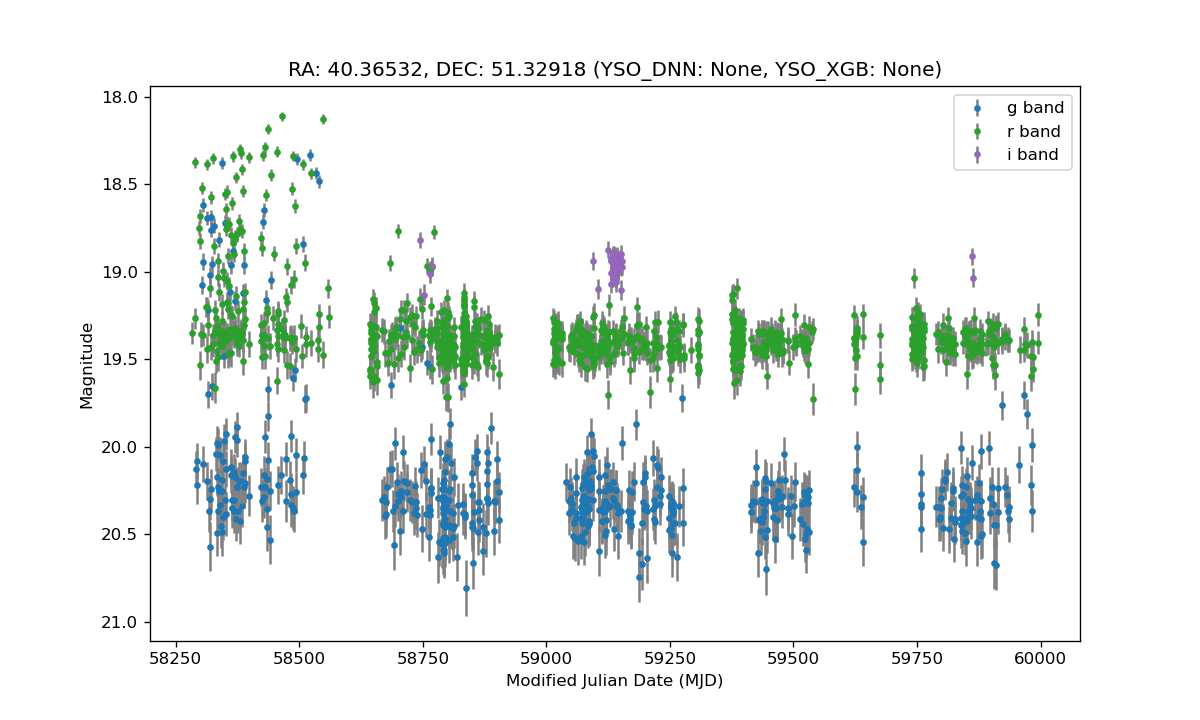 RA: 40.36532, DEC: 51.32918 (YSO_DNN: None, YSO_XGB: None)
g band
r band
i band
18.0
18.5
19.0
19.5
20.0
20.5
21.0
Magnitude
58250 58500 58750 59000 59250 59500 59750 60000
Modified Julian Date (MJD)